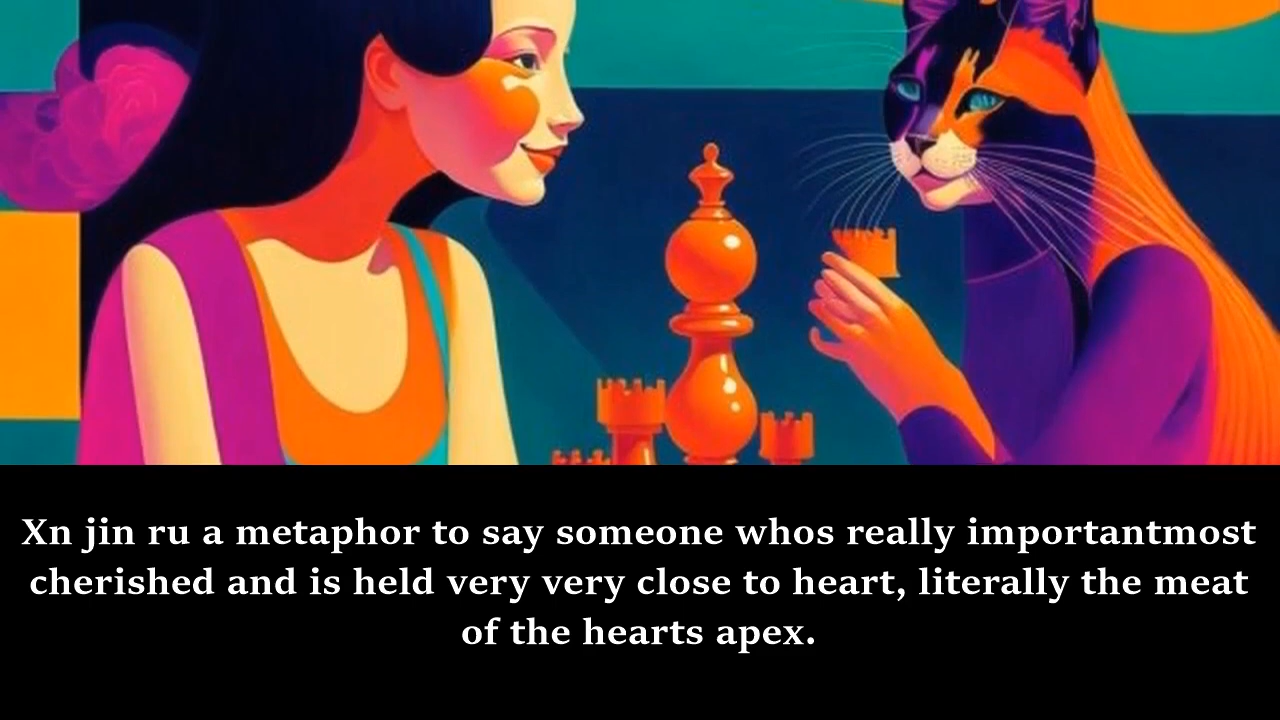 Xn jin ru a metaphor to say someone whos really importantmost
cherished and is held very very close to heart, literally the meat
of the hearts apex.